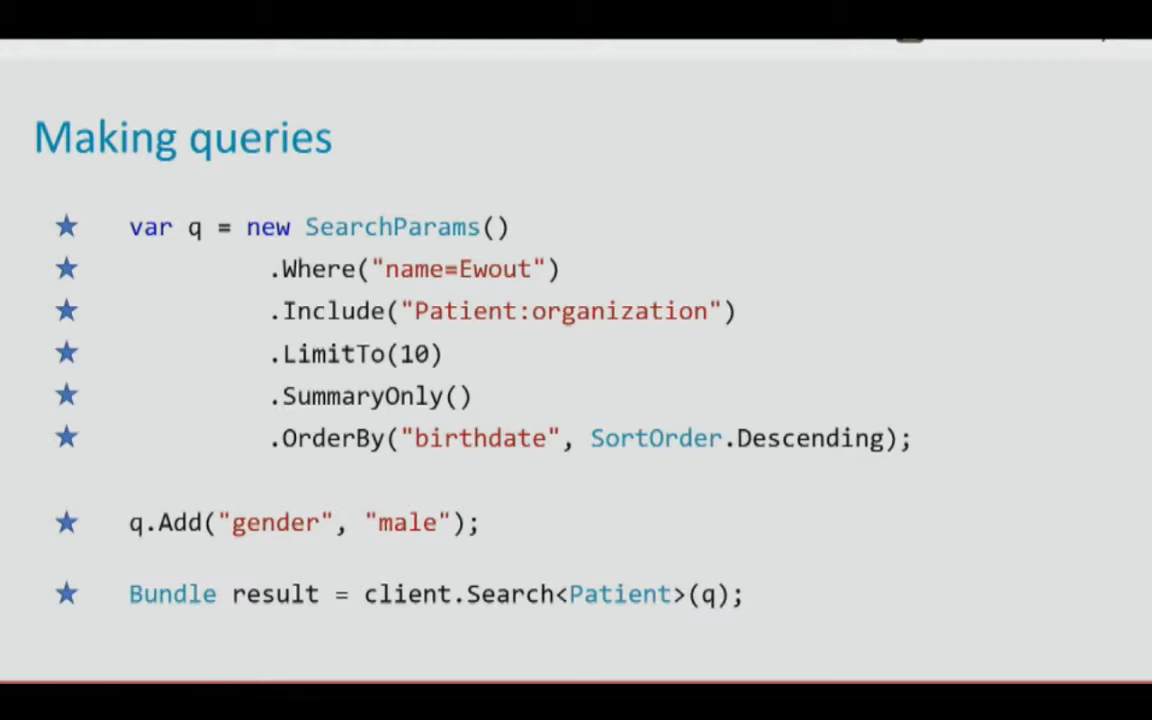 Making queries
var q = new SearchParams()
.Where("name=Ewout")
.Include("Patient:organization")
.LimitTo(10)
.SummaryOnly()
.OrderBy("birthdate", SortOrder.Descending);
q.Add("gender", "male");
Bundle result = client.Search<Patient>(q);